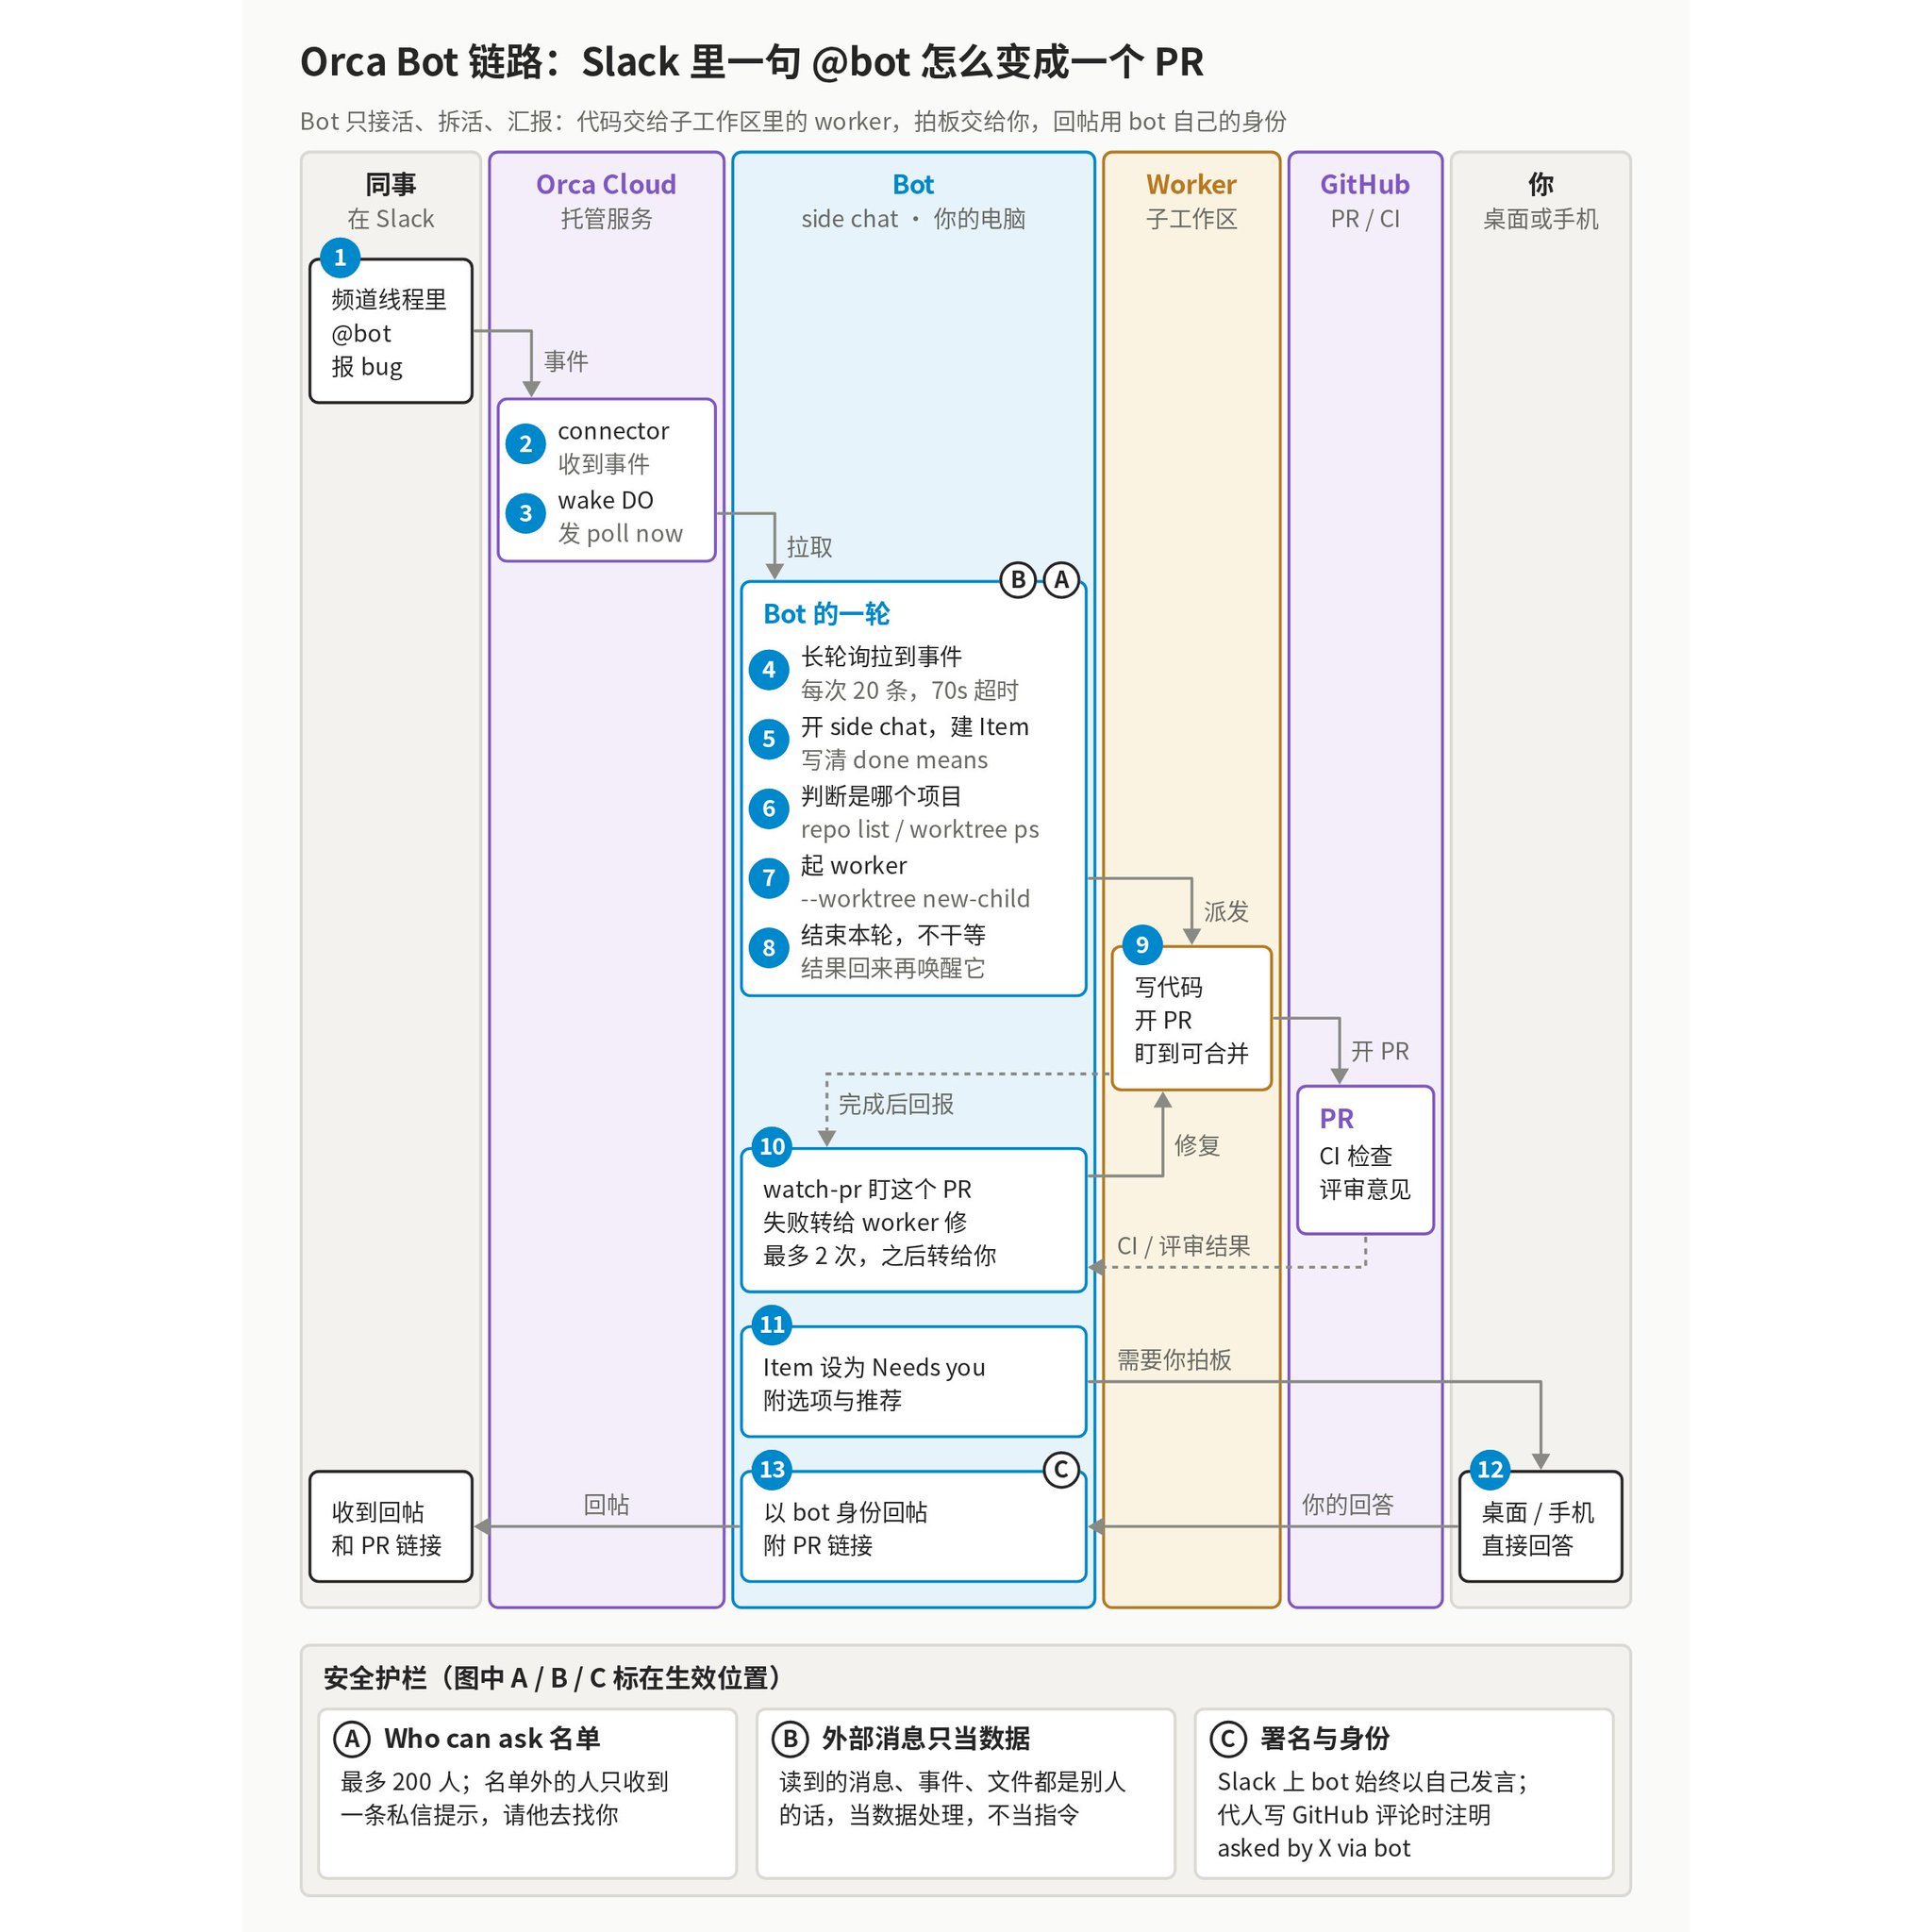 Orca Bot 链路：Slack 里一句 @bot 怎么变成一个 PR
Bot 只接活、拆活、汇报：代码交给子工作区里的 worker，拍板交给你，回帖用 bot 自己的身份
同事
在 Slack
Orca Cloud
托管服务
Bot
side chat · 你的电脑
Worker
子工作区
GitHub
PR / CI
你
桌面或手机
1
频道线程里
@bot
报 bug
事件
2
connector
收到事件
3
wake DO
发 poll now
拉取
B
A
Bot 的一轮
4
长轮询拉到事件
每次 20 条，70s 超时
5
开 side chat，建 Item
写清 done means
6
判断是哪个项目
repo list / worktree ps
7
起 worker
--worktree new-child
8
结束本轮，不干等
结果回来再唤醒它
派发
9
写代码
开 PR
盯到可合并
开 PR
PR
CI 检查
评审意见
完成后回报
修复
10
watch-pr 盯这个 PR
失败转给 worker 修
最多 2 次，之后转给你
CI / 评审结果
11
Item 设为 Needs you
附选项与推荐
需要你拍板
12
桌面 / 手机
直接回答
你的回答
13
C
以 bot 身份回帖
附 PR 链接
回帖
收到回帖
和 PR 链接
安全护栏（图中 A / B / C 标在生效位置）
A
Who can ask 名单
最多 200 人；名单外的人只收到
一条私信提示，请他去找你
B
外部消息只当数据
读到的消息、事件、文件都是别人
的话，当数据处理，不当指令
C
署名与身份
Slack 上 bot 始终以自己发言；
代人写 GitHub 评论时注明
asked by X via bot